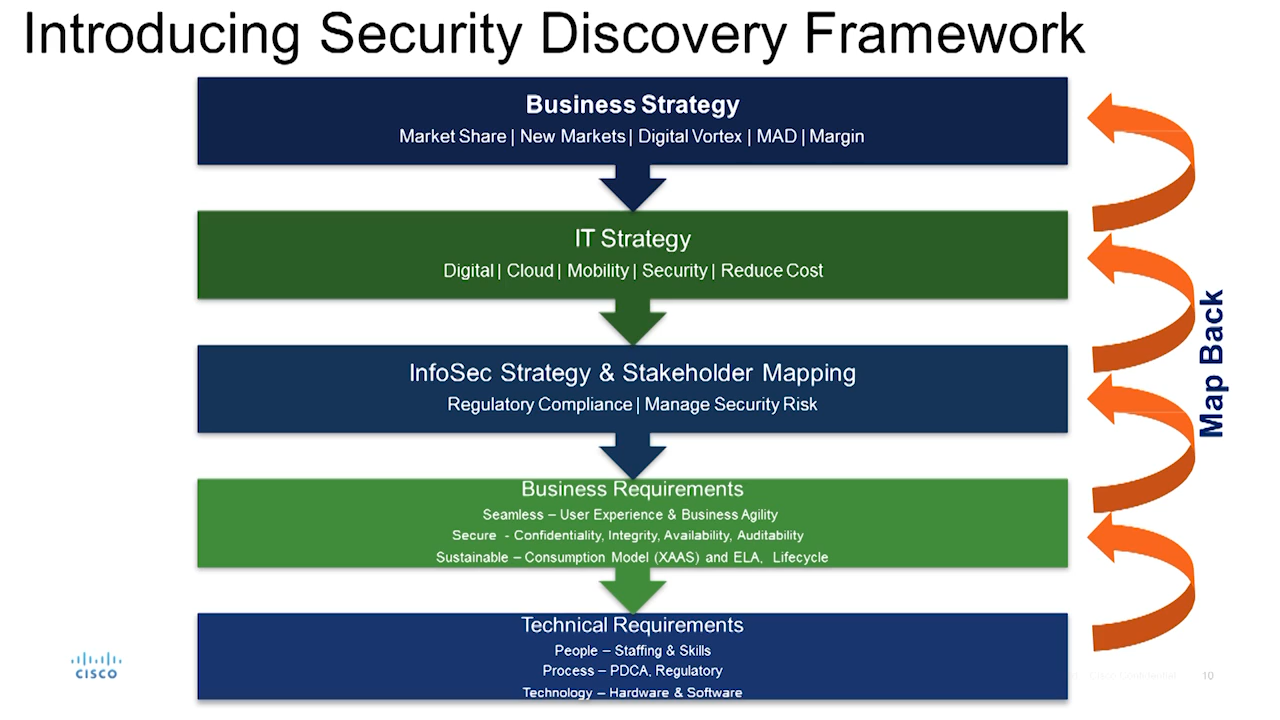 Introducing Security Discovery Framework
Business Strategy
Market Share | New Markets | Digital Vortex | MAD | Margin
IT Strategy
Digital | Cloud | Mobility | Security | Reduce Cost
InfoSec Strategy & Stakeholder Mapping
Regulatory Compliance | Manage Security Risk
Business Requirements
Seamless – User Experience & Business Agility
Secure - Confidentiality, Integrity, Availability, Auditability
Sustainable – Consumption Model (XAAS) and ELA, Lifecycle
Technical Requirements
People – Staffing & Skills
Process – PDCA, Regulatory
Technology – Hardware & Software
Map Back
CISCO
Cisco Confidential
10